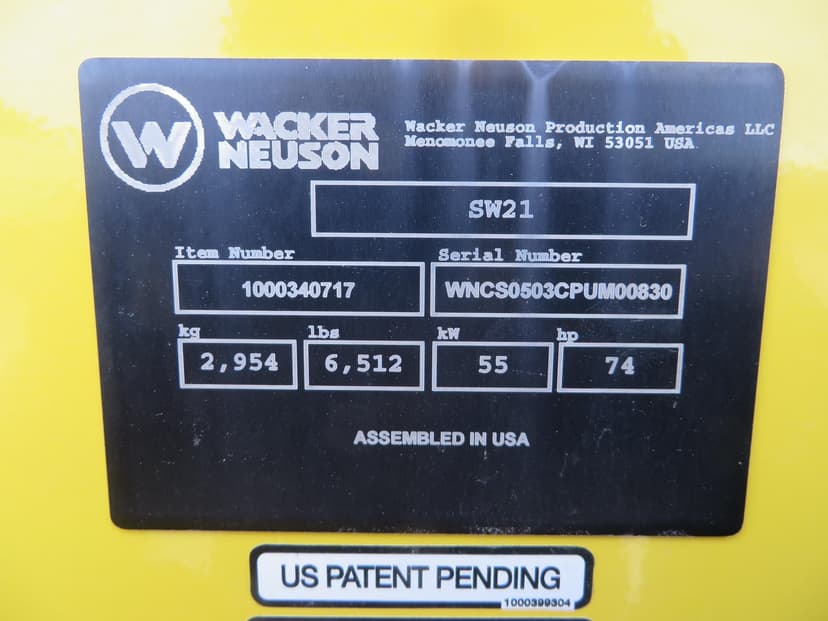 W
WACKER
NEUSON
Wacker Neuson Production Americas LLC
Menomonee Falls, WI 53051 USA.
SW21
Item Number
Serial Number
1000340717
WNCS0503CPUM00830
kg
lbs
kW
hp
2,954
6,512
55
74
ASSEMBLED IN USA
US PATENT PENDING
1000399304